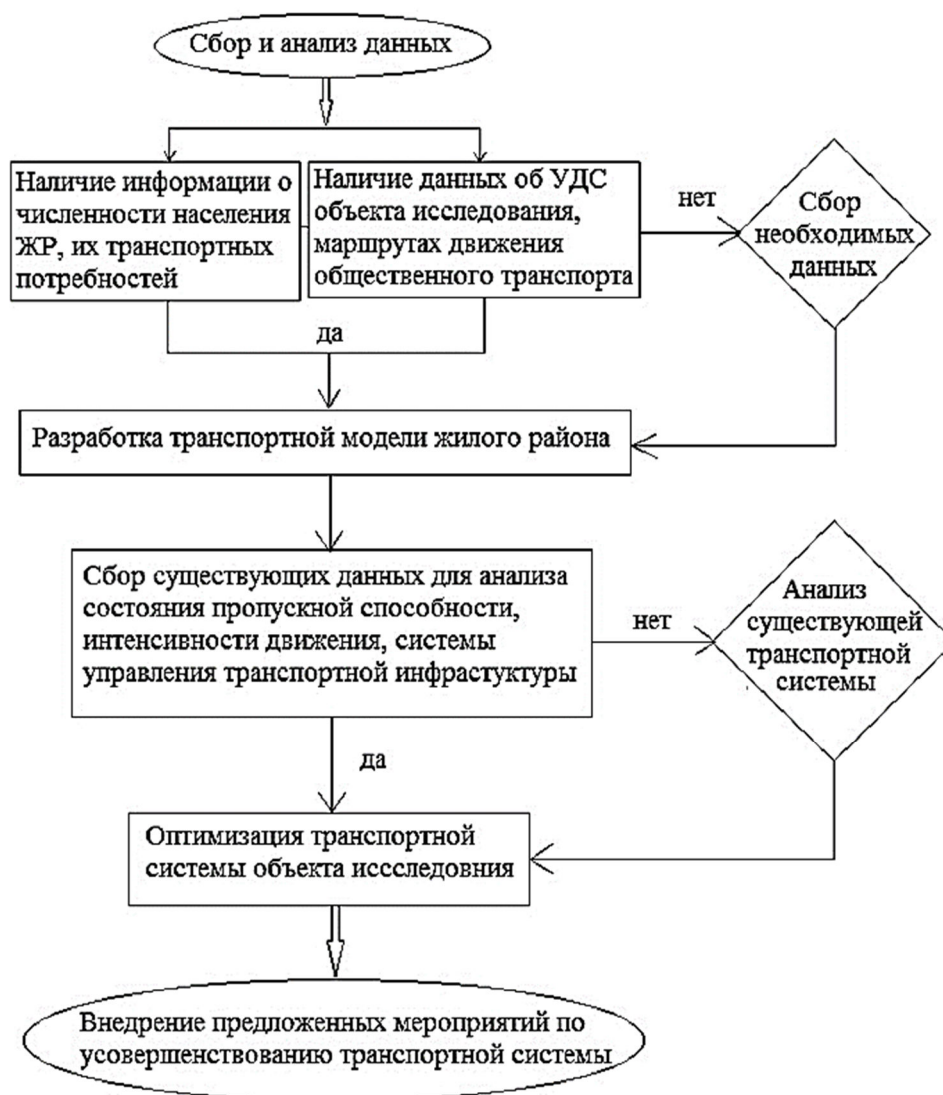 Сбор и анализ данных
Наличие информации о
численности населения
ЖР, их транспортных
потребностей
Наличие данных об УДС
объекта исследования,
маршрутах движения
общественного транспорта
нет
Сбор
необходимых
данных
да
Разработка транспортной модели жилого района
Сбор существующих данных для анализа
состояния пропускной способности,
интенсивности движения, системы
управления транспортной инфрастуктуры
нет
Анализ
существующей
транспортной
системы
да
Оптимизация транспортной
системы объекта иссследовния
Внедрение предложенных мероприятий по
усовершенствованию транспортной системы